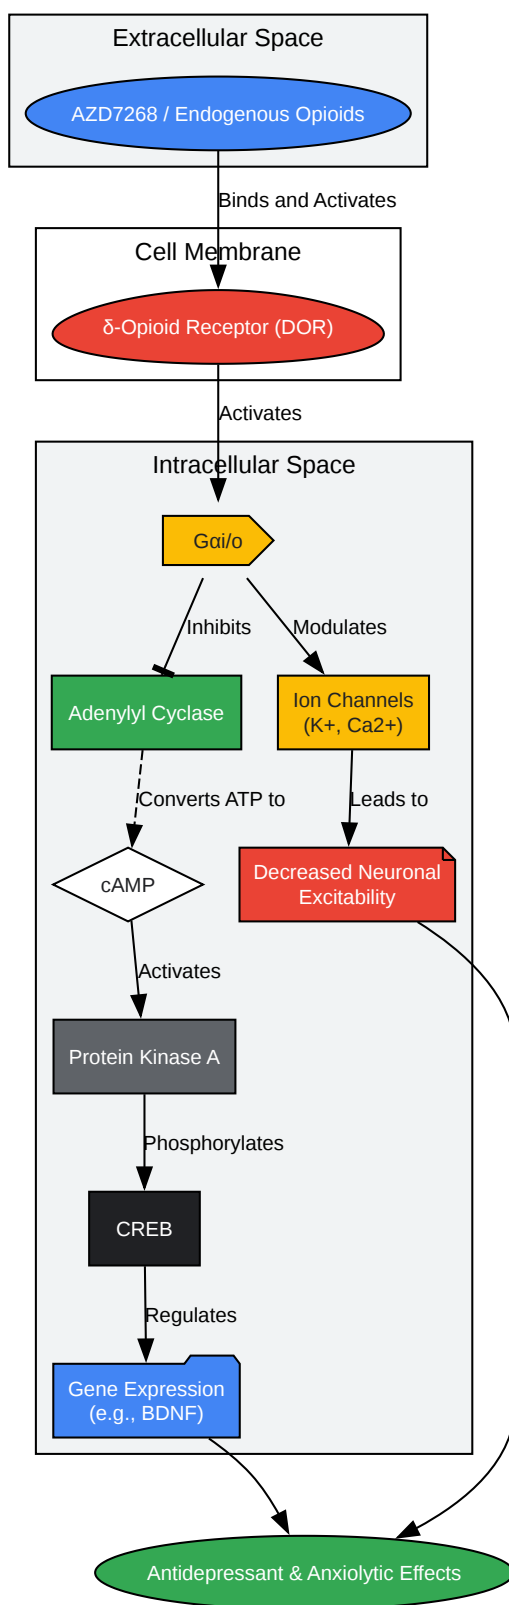 Extracellular Space
AZD7268 / Endogenous Opioids
Binds and Activates
Cell Membrane
δ-Opioid Receptor (DOR)
Activates
Intracellular Space
Gαi/o
Inhibits
Modulates
Adenylyl Cyclase
Ion Channels
(K+, Ca2+)
Converts ATP to
Leads to
cAMP
Decreased Neuronal
Excitability
Activates
Protein Kinase A
Phosphorylates
CREB
Regulates
Gene Expression
(e.g., BDNF)
Antidepressant & Anxiolytic Effects